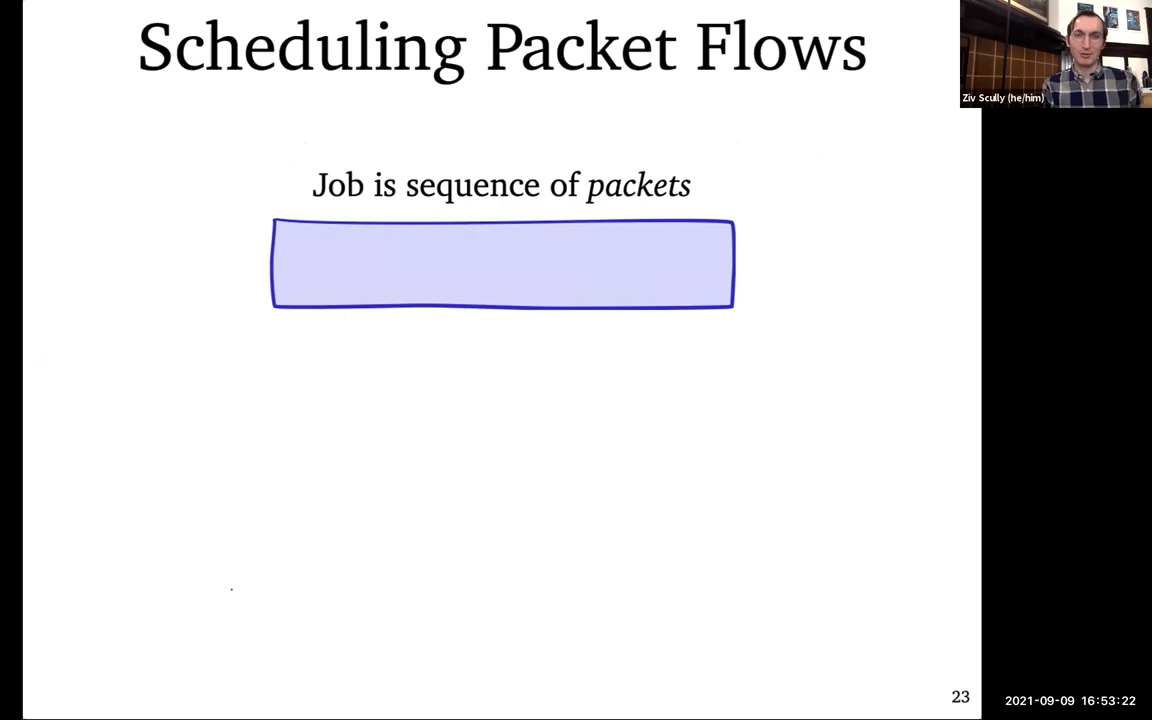 Scheduling Packet Flows
Ziv Scully (he/him)
Job is sequence of packets
23
2021-09-09 16:53:22